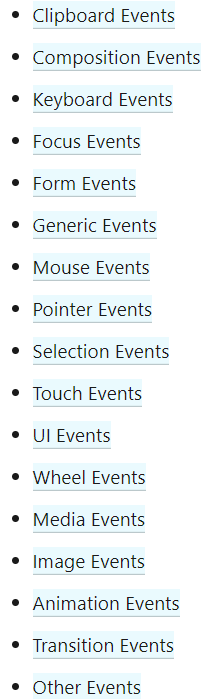 Clipboard Events
Composition Events
Keyboard Events
Focus Events
Form Events
Generic Events
Mouse Events
Pointer Events
Selection Events
Touch Events
UI Events
Wheel Events
Media Events
Image Events
Animation Events
Transition Events
Other Events